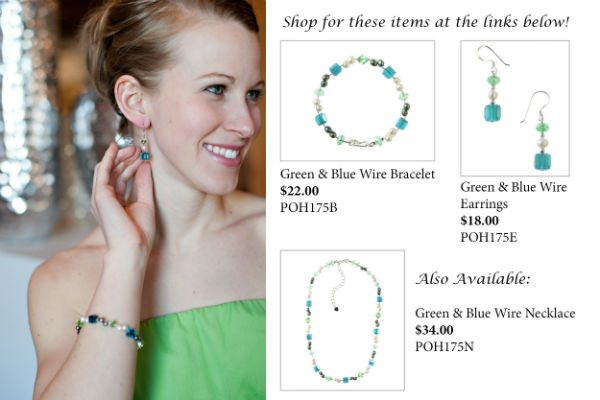 Shop for these items at the links below!
Green & Blue Wire Bracelet
$22.00
POH175B
Green & Blue Wire
Earrings
$18.00
POH175E
Also Available:
Green & Blue Wire Necklace
$34.00
POH175N